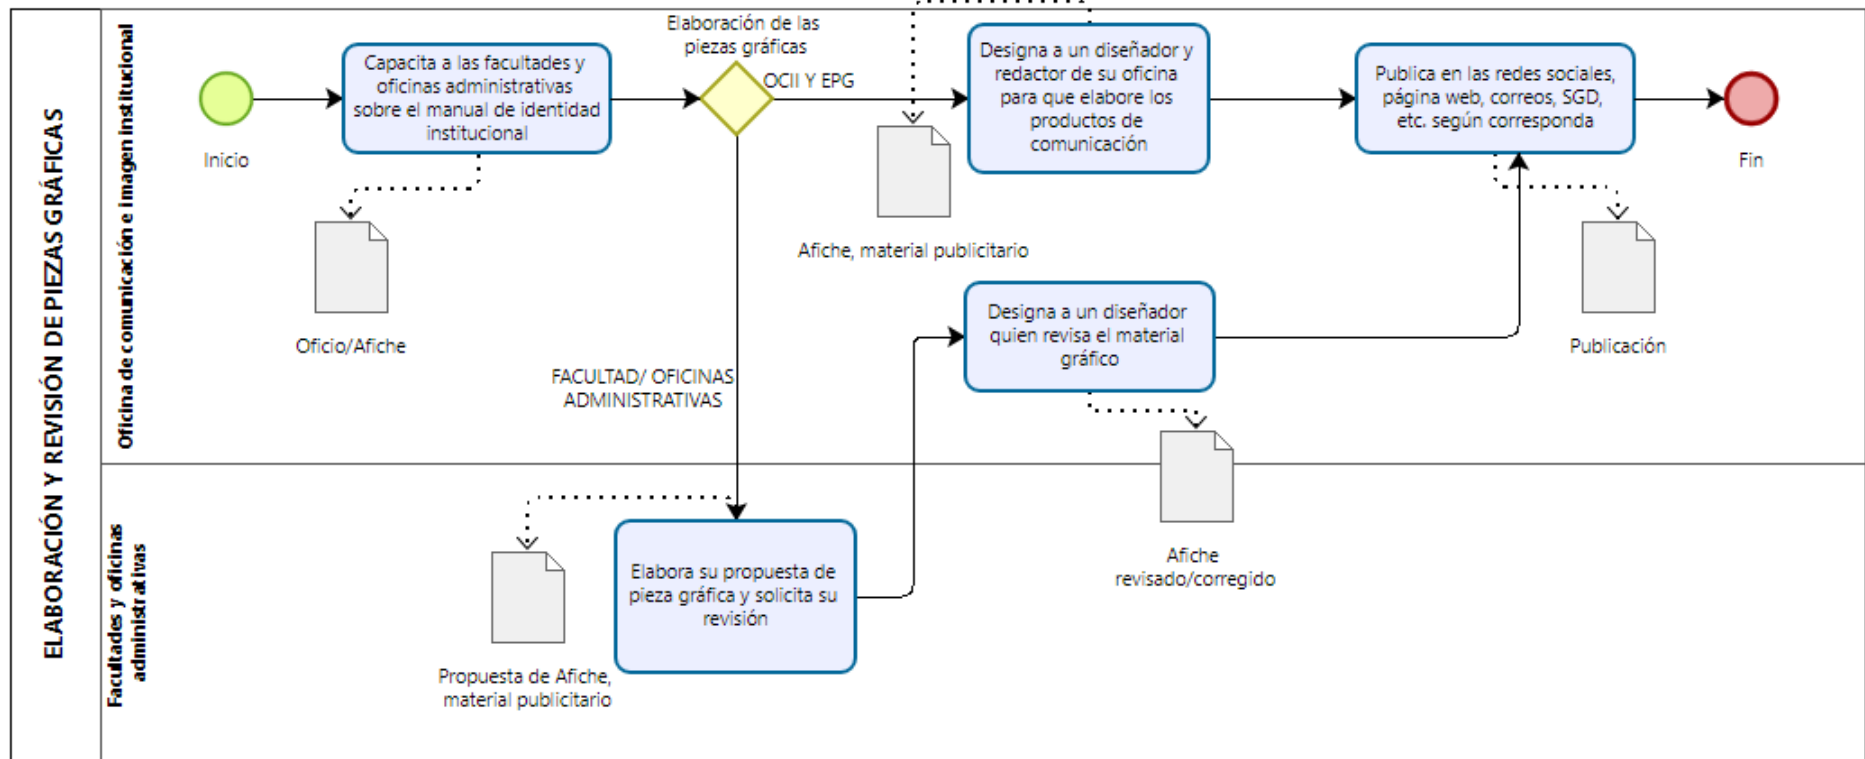 ELABORACIÓN Y REVISIÓN DE PIEZAS GRÁFICAS
Oficina de comunicación e imagen institucional
Inicio
Capacita a las facultades y
oficinas administrativas
sobre el manual de identidad
institucional
Oficio/Afiche
Elaboración de las
piezas gráficas
OCII Y EPG
FACULTAD/ OFICINAS
ADMINISTRATIVAS
Designa a un diseñador y
redactor de su oficina
para que elabore los
productos de
comunicación
Afiche, material publicitario
Publica en las redes sociales,
página web, correos, SGD,
etc. según corresponda
Fin
Publicación
Designa a un diseñador
quien revisa el material
gráfico
Afiche
revisado/corregido
Facultades y oficinas
administrativas
Propuesta de Afiche,
material publicitario
Elabora su propuesta de
pieza gráfica y solicita su
revisión